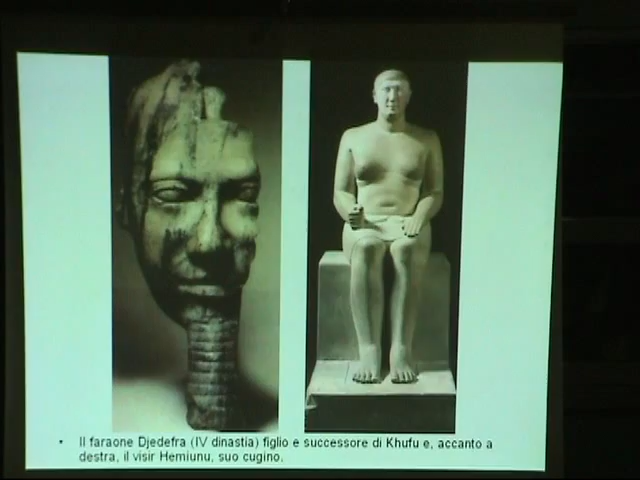 • Il faraone Djedefra (IV dinastia) figlio e successore di Khufu e, accanto a
destra, il visir Hemiunu, suo cugino.